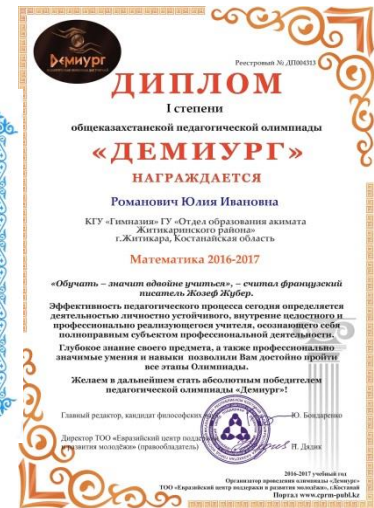 Демиург
Реестровый № ДП004313
ДИПЛОМ
I степени
общеказахстанской педагогической олимпиады
«ДЕМИУРГ»
НАГРАЖДАЕТСЯ
Романович Юлия Ивановна
КГУ «Гимназия» ГУ «Отдел образования акимата
Житикаринского района»
г.Житикара, Костанайская область
Математика 2016-2017
«Обучать – значит вдвойне учиться», – считал французский
писатель Жозеф Жубер.
Эффективность педагогического процесса сегодня определяется
деятельностью личностно устойчивого, внутренне целостного и
профессионально реализующегося учителя, осознающего себя
полноправным субъектом профессиональной деятельности.
Глубокое знание своего предмета, а также профессионально
значимые умения и навыки позволили Вам достойно пройти
все этапы Олимпиады.
Желаем в дальнейшем стать абсолютным победителем
педагогической олимпиады «Демиург»!
Главный редактор, кандидат философских Ю. Бондаренко
Директор ТОО «Евразийский центр поддержки
и развития молодёжи» (правообладатель) И. Дядик
2016-2017 учебный год
Организатор проведения олимпиады «Демиург»
ТОО «Евразийский центр поддержки и развития молодежи», г.Костанай
Портал www.cprm-publ.kz